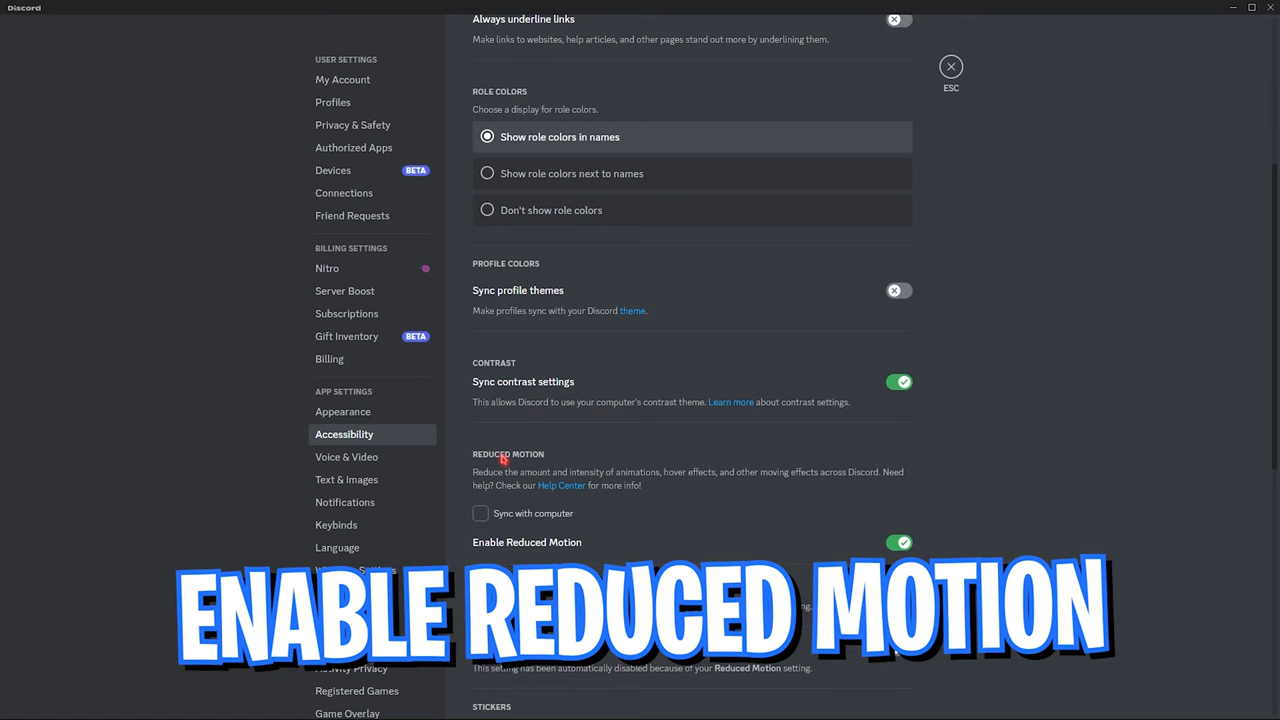 Discord
USER SETTINGS
My Account
Profiles
Privacy & Safety
Authorized Apps
Devices BETA
Connections
Friend Requests
BILLING SETTINGS
Nitro
Server Boost
Subscriptions
Gift Inventory BETA
Billing
APP SETTINGS
Appearance
Accessibility
Voice & Video
Text & Images
Notifications
Keybinds
Language
Registered Games
Game Overlay
Always underline links
Make links to websites, help articles, and other pages stand out more by underlining them.
ESC
ROLE COLORS
Choose a display for role colors.
Show role colors in names
Show role colors next to names
Don't show role colors
PROFILE COLORS
Sync profile themes
Make profiles sync with your Discord theme.
CONTRAST
Sync contrast settings
This allows Discord to use your computer's contrast theme. Learn more about contrast settings.
REDUCED MOTION
Reduce the amount and intensity of animations, hover effects, and other moving effects across Discord. Need
help? Check our Help Center for more info!
Sync with computer
Enable Reduced Motion
ENABLE REDUCED MOTION
This setting has been automatically disabled because of your Reduced Motion setting.
STICKERS